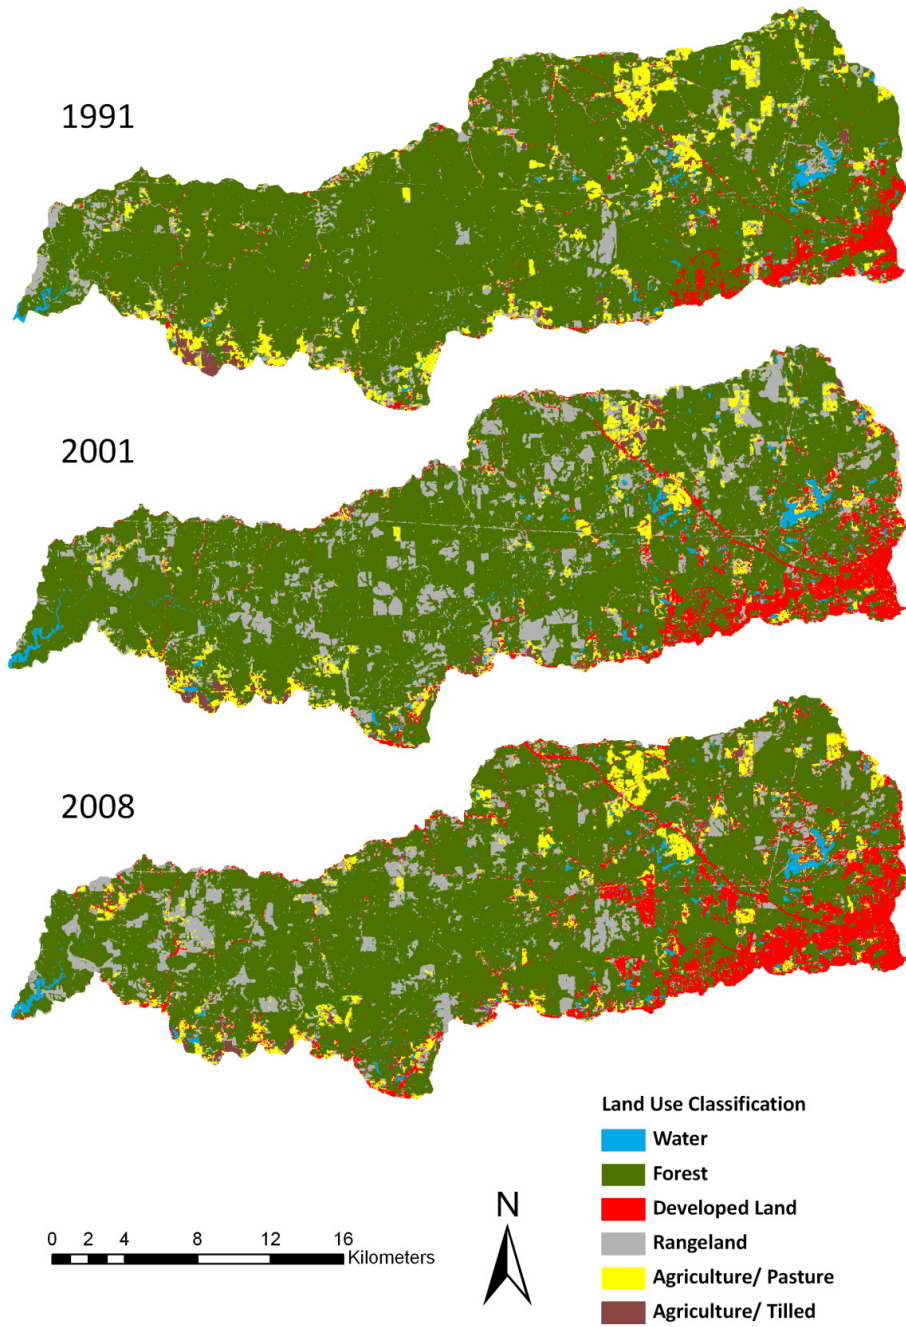 1991
2001
2008
Land Use Classification
Water
Forest
Developed Land
Rangeland
Agriculture/ Pasture
Agriculture/ Tilled
N
0 2 4 8 12 16
Kilometers